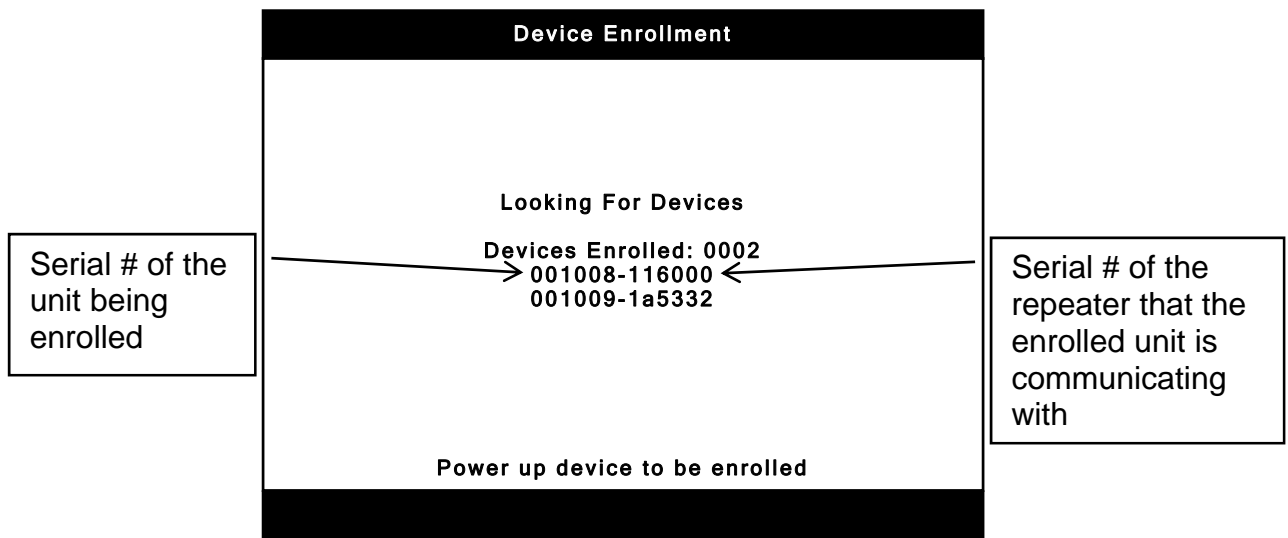 Device Enrollment
Looking For Devices
Devices Enrolled: 0002
001008-116000
001009-1a5332
Power up device to be enrolled
Serial # of the
unit being
enrolled
Serial # of the
repeater that the
enrolled unit is
communicating
with